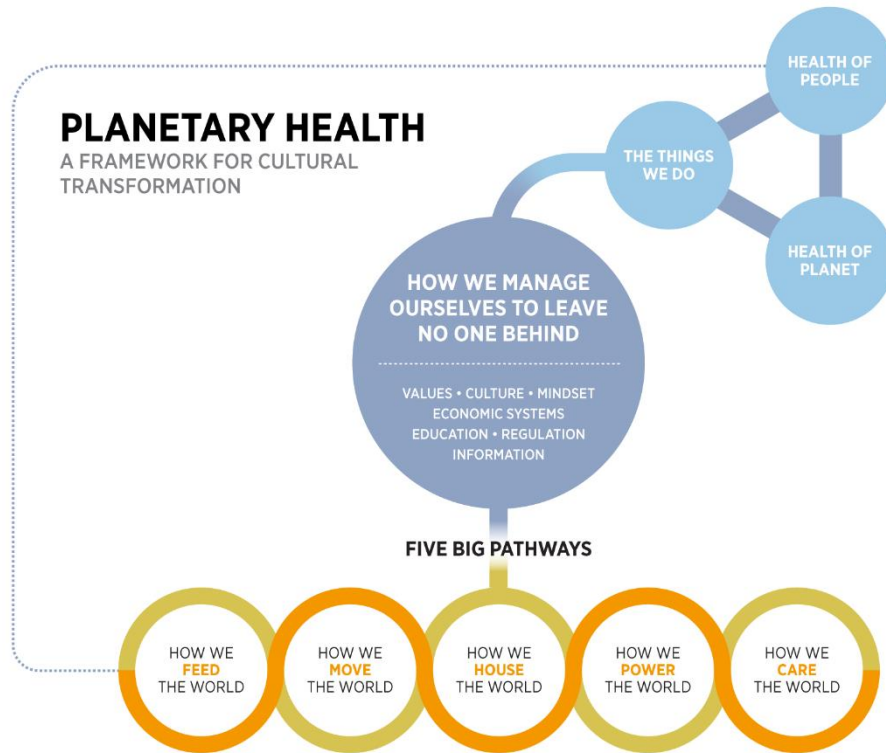 PLANETARY HEALTH
A FRAMEWORK FOR CULTURAL
TRANSFORMATION
HEALTH OF
PEOPLE
THE THINGS
WE DO
HEALTH OF
PLANET
HOW WE MANAGE
OURSELVES TO LEAVE
NO ONE BEHIND
VALUES • CULTURE • MINDSET
ECONOMIC SYSTEMS
EDUCATION • REGULATION
INFORMATION
FIVE BIG PATHWAYS
HOW WE
FEED
THE WORLD
HOW WE
MOVE
THE WORLD
HOW WE
HOUSE
THE WORLD
HOW WE
POWER
THE WORLD
HOW WE
CARE
THE WORLD